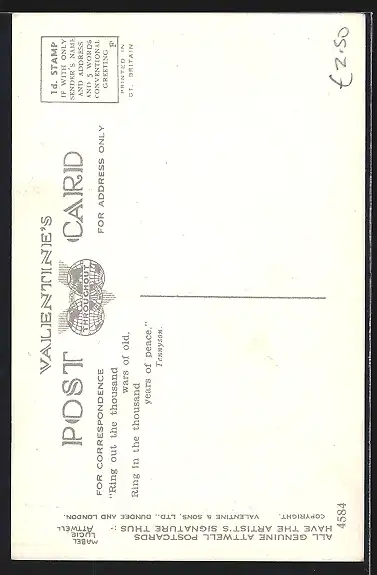 VALENTINE'S
POST CARD
THROUGHOUT
FOR CORRESPONDENCE
FOR ADDRESS ONLY
1d. STAMP
IF WITH ONLY
SENDER'S NAME
AND ADDRESS
AND 5 WORDS
CONVENTIONAL
GREETING
PRINTED IN
GT. BRITAIN
£2.50
"Ring out the thousand
wars of old,
Ring in the thousand
years of peace."
Tennyson.
ALL GENUINE ATTWELL POSTCARDS
HAVE THE ARTIST'S SIGNATURE THUS :-
MABEL
LUCIE
ATTWELL
COPYRIGHT. VALENTINE & SONS, LTD., DUNDEE AND LONDON.
4584